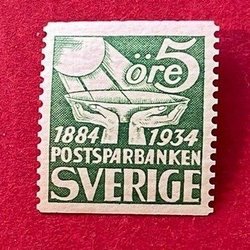 öre 5
1884 1934
POSTSPARBANKEN
SVERIGE